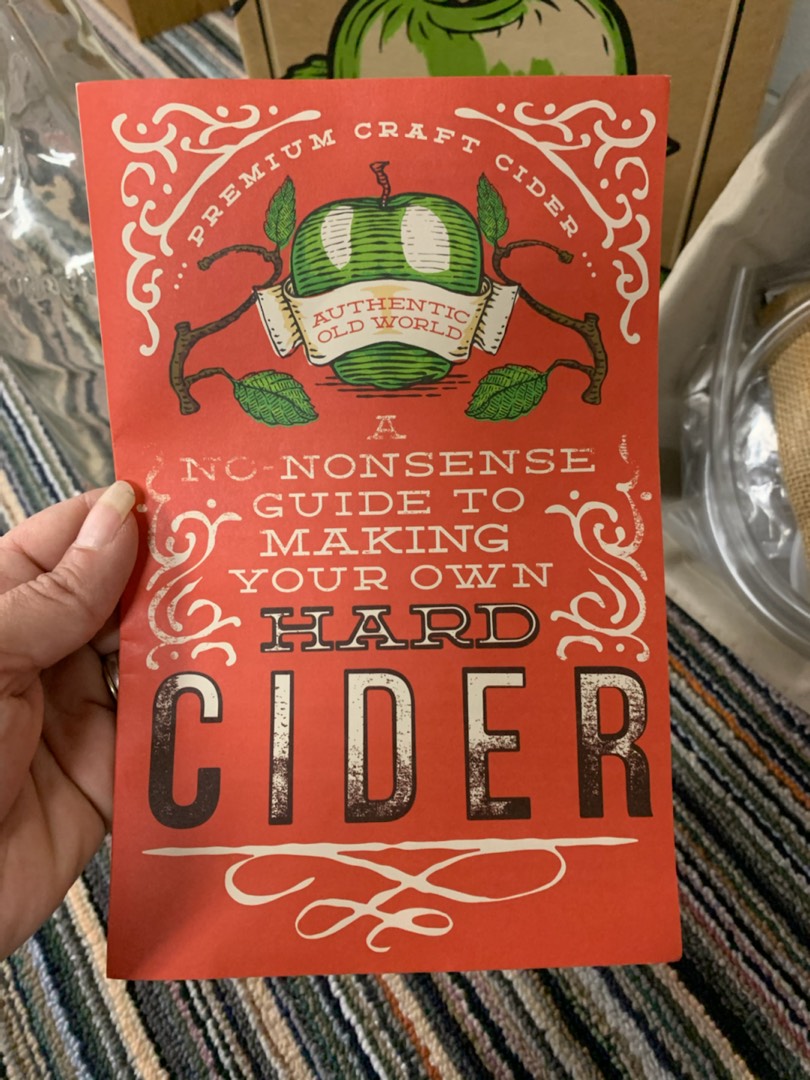 PREMIUM CRAFT CIDER
AUTHENTIC
OLD WORLD
A
NO-NONSENSE
GUIDE TO
MAKING
YOUR OWN
HARD
CIDER